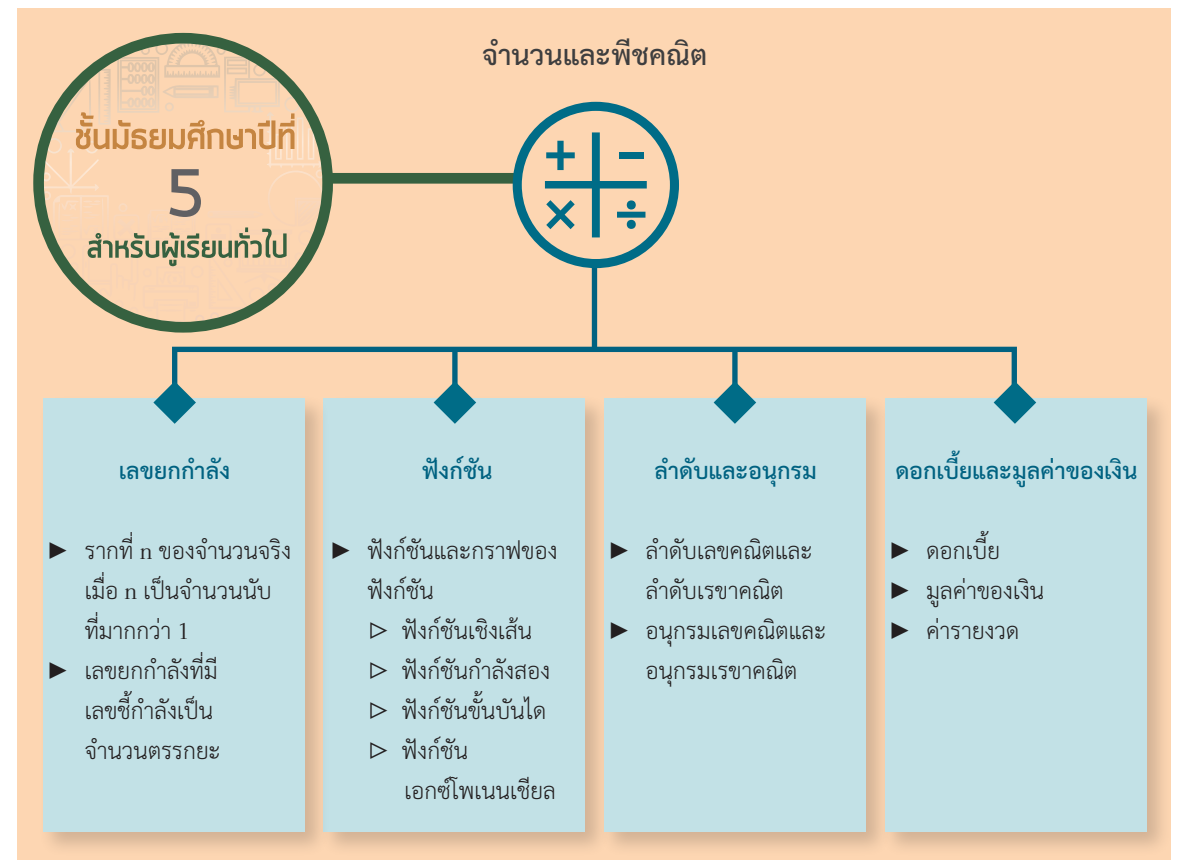 จำนวนและพีชคณิต
ชั้นมัธยมศึกษาปีที่
5
สำหรับผู้เรียนทั่วไป
เลขยกกำลัง
► รากที่ n ของจำนวนจริง
เมื่อ n เป็นจำนวนนับ
ที่มากกว่า 1
► เลขยกกำลังที่มี
เลขชี้กำลังเป็น
จำนวนตรรกยะ
ฟังก์ชัน
► ฟังก์ชันและกราฟของ
ฟังก์ชัน
▷ ฟังก์ชันเชิงเส้น
▷ ฟังก์ชันกำลังสอง
▷ ฟังก์ชันขั้นบันได
▷ ฟังก์ชัน
เอกซ์โพเนนเชียล
ลำดับและอนุกรม
► ลำดับเลขคณิตและ
ลำดับเรขาคณิต
► อนุกรมเลขคณิตและ
อนุกรมเรขาคณิต
ดอกเบี้ยและมูลค่าของเงิน
► ดอกเบี้ย
► มูลค่าของเงิน
► ค่ารายงวด